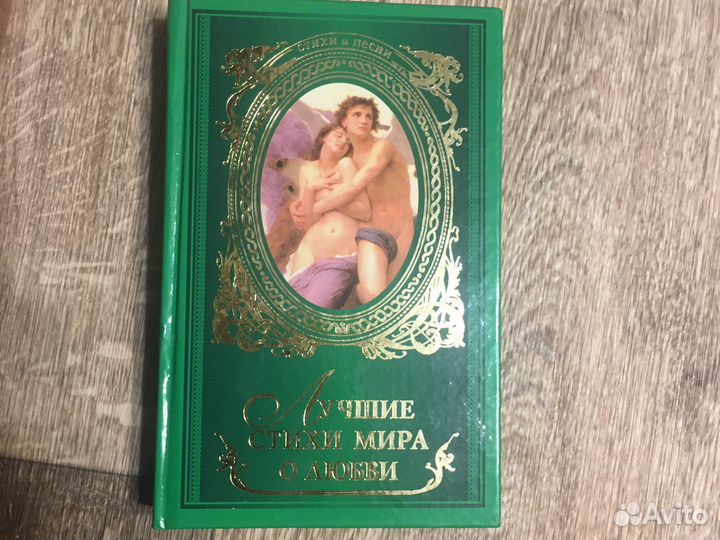 стихи и песни
Лучшие
стихи мира
о любви
Avito